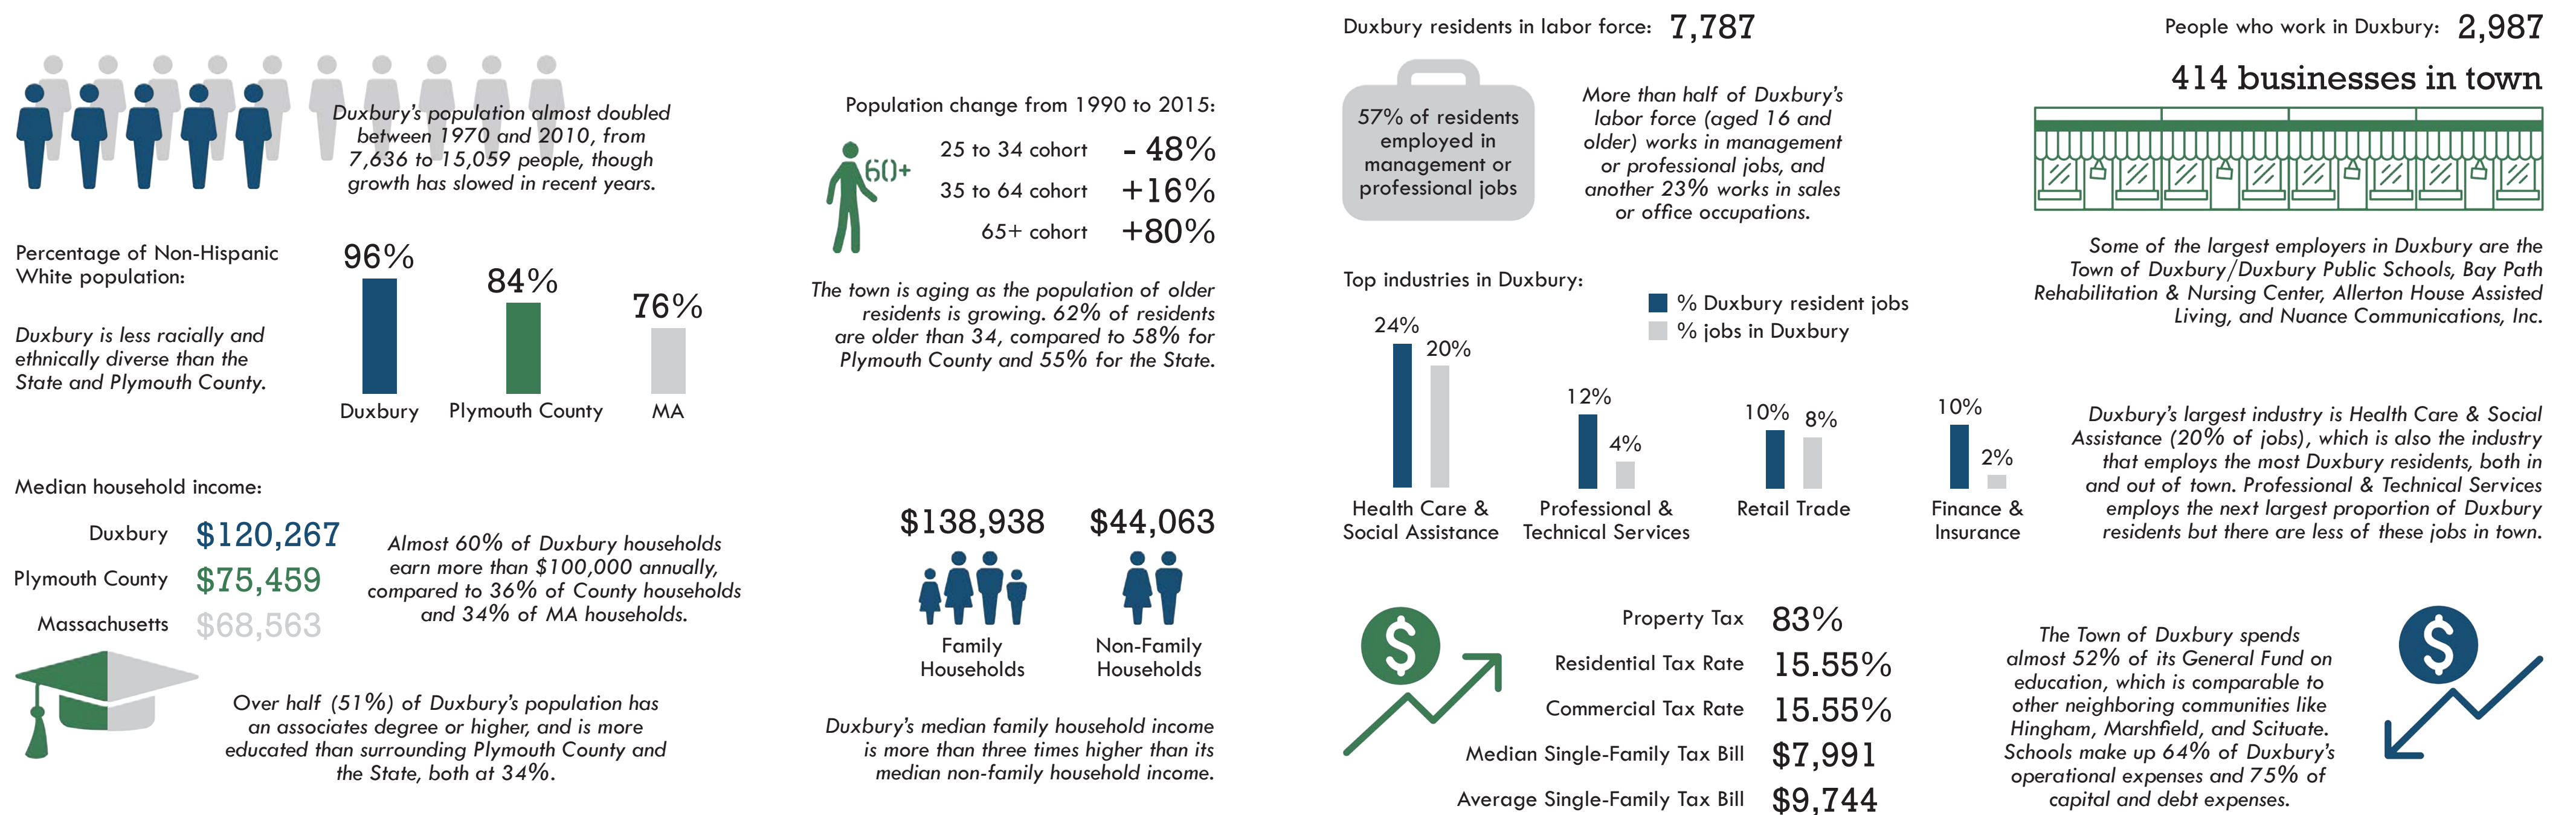 Duxbury's population almost doubled
between 1970 and 2010, from
7,636 to 15,059 people, though
growth has slowed in recent years.
Percentage of Non-Hispanic
White population:
Duxbury is less racially and
ethnically diverse than the
State and Plymouth County.
96%
84%
76%
Duxbury
Plymouth County
MA
Median household income:
Duxbury $120,267
Plymouth County $75,459
Massachusetts $68,563
Almost 60% of Duxbury households
earn more than $100,000 annually,
compared to 36% of County households
and 34% of MA households.
Over half (51%) of Duxbury's population has
an associates degree or higher, and is more
educated than surrounding Plymouth County and
the State, both at 34%.
Population change from 1990 to 2015:
60+
25 to 34 cohort - 48%
35 to 64 cohort +16%
65+ cohort +80%
The town is aging as the population of older
residents is growing. 62% of residents
are older than 34, compared to 58% for
Plymouth County and 55% for the State.
$138,938
$44,063
Family
Households
Non-Family
Households
Duxbury's median family household income
is more than three times higher than its
median non-family household income.
Duxbury residents in labor force: 7,787
57% of residents
employed in
management or
professional jobs
More than half of Duxbury's
labor force (aged 16 and
older) works in management
or professional jobs, and
another 23% works in sales
or office occupations.
People who work in Duxbury: 2,987
414 businesses in town
Some of the largest employers in Duxbury are the
Town of Duxbury/Duxbury Public Schools, Bay Path
Rehabilitation & Nursing Center, Allerton House Assisted
Living, and Nuance Communications, Inc.
Top industries in Duxbury:
% Duxbury resident jobs
% jobs in Duxbury
24%
20%
12%
4%
10%
8%
10%
2%
Health Care &
Social Assistance
Professional &
Technical Services
Retail Trade
Finance &
Insurance
Duxbury's largest industry is Health Care & Social
Assistance (20% of jobs), which is also the industry
that employs the most Duxbury residents, both in
and out of town. Professional & Technical Services
employs the next largest proportion of Duxbury
residents but there are less of these jobs in town.
$
Property Tax 83%
Residential Tax Rate 15.55%
Commercial Tax Rate 15.55%
Median Single-Family Tax Bill $7,991
Average Single-Family Tax Bill $9,744
The Town of Duxbury spends
almost 52% of its General Fund on
education, which is comparable to
other neighboring communities like
Hingham, Marshfield, and Scituate.
Schools make up 64% of Duxbury's
operational expenses and 75% of
capital and debt expenses.
$